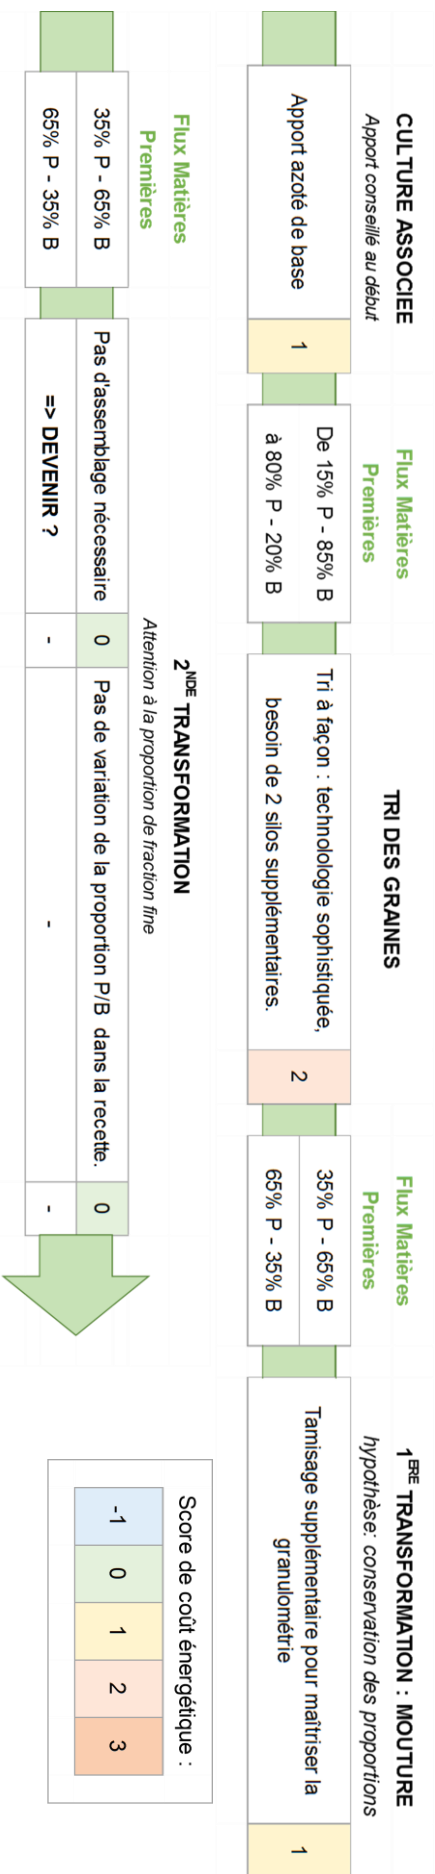 CULTURE ASSOCIEE
Apport conseillé au début
Apport azoté de base
1
Flux Matières
Premières
De 15% P - 85% B
à 80% P - 20% B
TRI DES GRAINES
Tri à façon : technolologie sophistiquée,
besoin de 2 silos supplémentaires.
2
Flux Matières
Premières
35% P - 65% B
65% P - 35% B
1ERE TRANSFORMATION : MOUTURE
hypothèse: conservation des proportions
Tamisage supplémentaire pour maîtriser la
granulométrie
1
Flux Matières
Premières
35% P - 65% B
65% P - 35% B
2NDE TRANSFORMATION
Attention à la proportion de fraction fine
Pas d'assemblage nécessaire
0
Pas de variation de la proportion P/B dans la recette.
0
=> DEVENIR ?
-
-
-
Score de coût énergétique :
-1
0
1
2
3